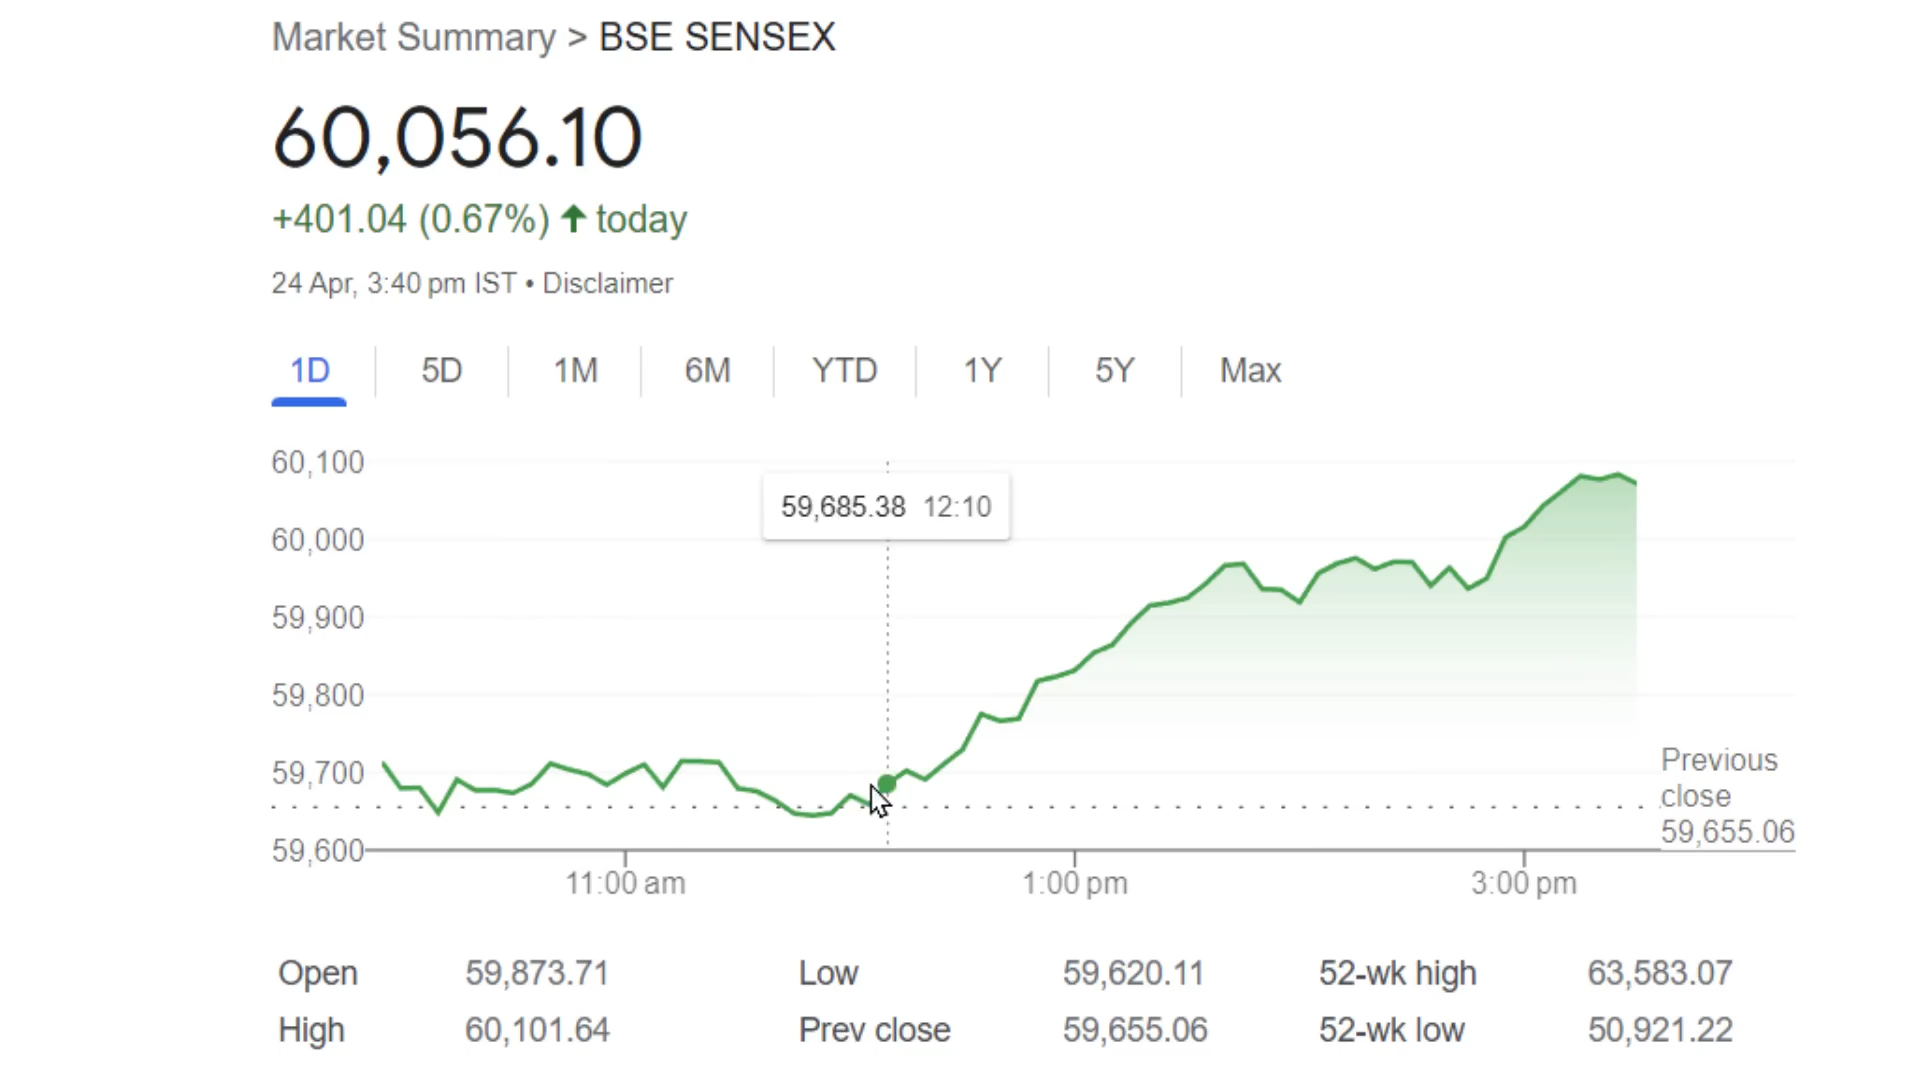 Market Summary > BSE SENSEX
60,056.10
+401.04 (0.67%) ↑ today
24 Apr, 3:40 pm IST • Disclaimer
1D 5D 1M 6M YTD 1Y 5Y Max
60,100
59,685.38 12:10
60,000
59,900
59,800
59,700
Previous
close
59,655.06
59,600
11:00 am 1:00 pm 3:00 pm
Open 59,873.71 Low 59,620.11 52-wk high 63,583.07
High 60,101.64 Prev close 59,655.06 52-wk low 50,921.22